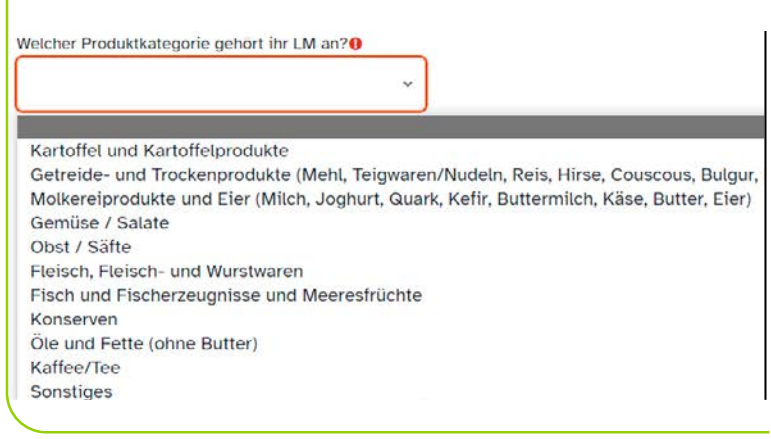 Welcher Produktkategorie gehört ihr LM an?
Kartoffel und Kartoffelprodukte
Getreide- und Trockenprodukte (Mehl, Teigwaren/Nudeln, Reis, Hirse, Couscous, Bulgur,
Molkereiprodukte und Eier (Milch, Joghurt, Quark, Kefir, Buttermilch, Käse, Butter, Eier)
Gemüse / Salate
Obst / Säfte
Fleisch, Fleisch- und Wurstwaren
Fisch und Fischerzeugnisse und Meeresfrüchte
Konserven
Öle und Fette (ohne Butter)
Kaffee/Tee
Sonstiges